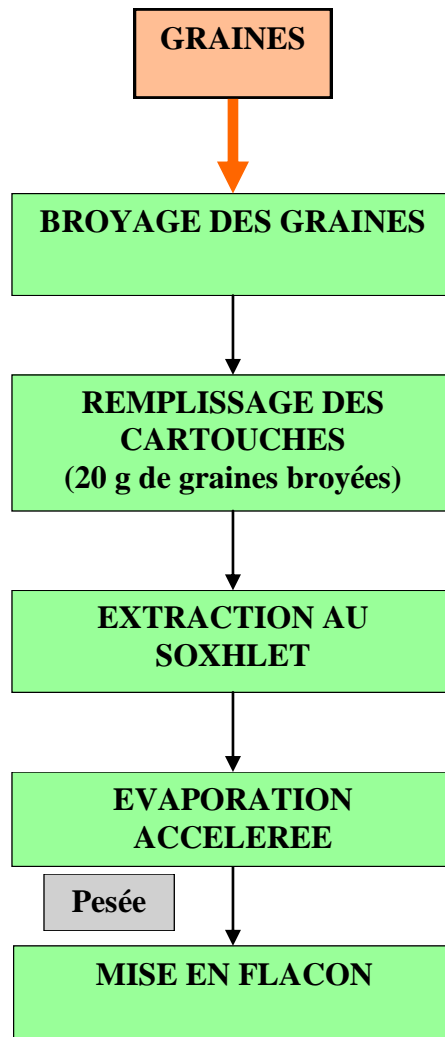 GRAINES
BROYAGE DES GRAINES
REMPLISSAGE DES
CARTOUCHES
(20 g de graines broyées)
EXTRACTION AU
SOXHLET
EVAPORATION
ACCELEREE
Pesée
MISE EN FLACON